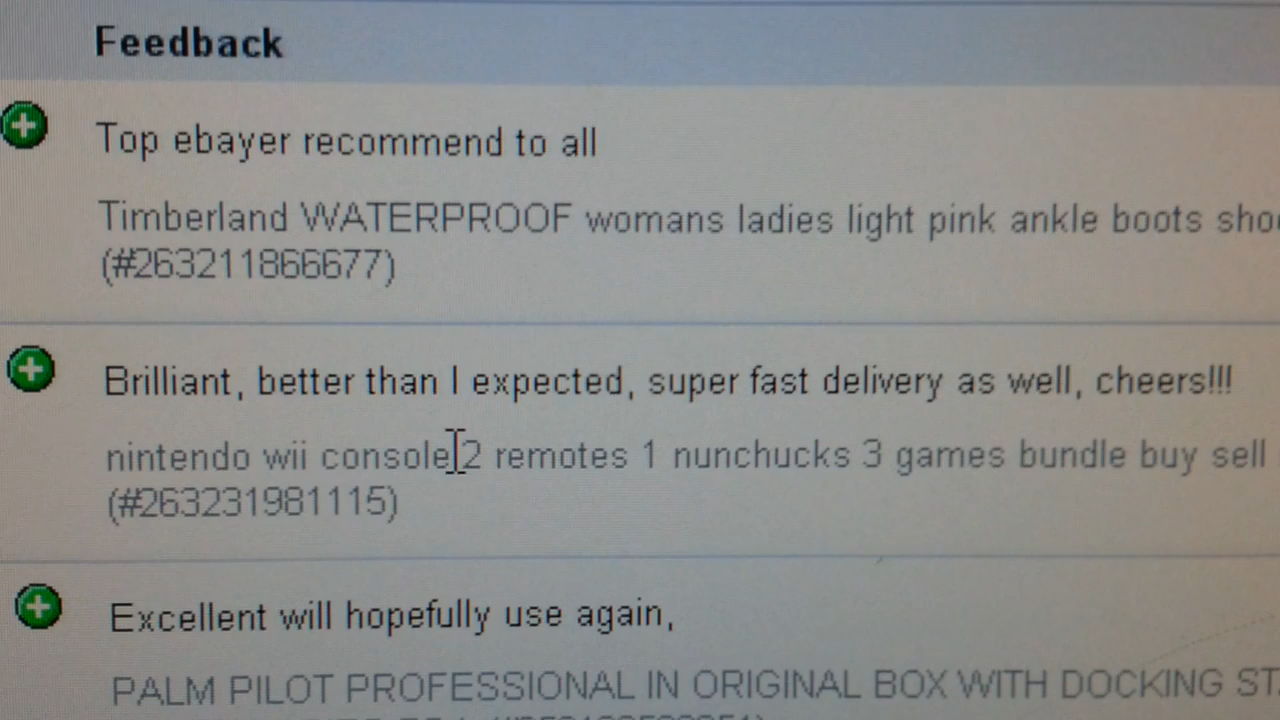 Feedback
Top ebayer recommend to all
Timberland WATERPROOF womans ladies light pink ankle boots
(#263211866677)
Brilliant, better than I expected, super fast delivery as well, cheers!!!
nintendo wii console 2 remotes 1 nunchucks 3 games bundle buy sell
(#263231981115)
Excellent will hopefully use again,
PALM PILOT PROFESSIONAL IN ORIGINAL BOX WITH DOCKING